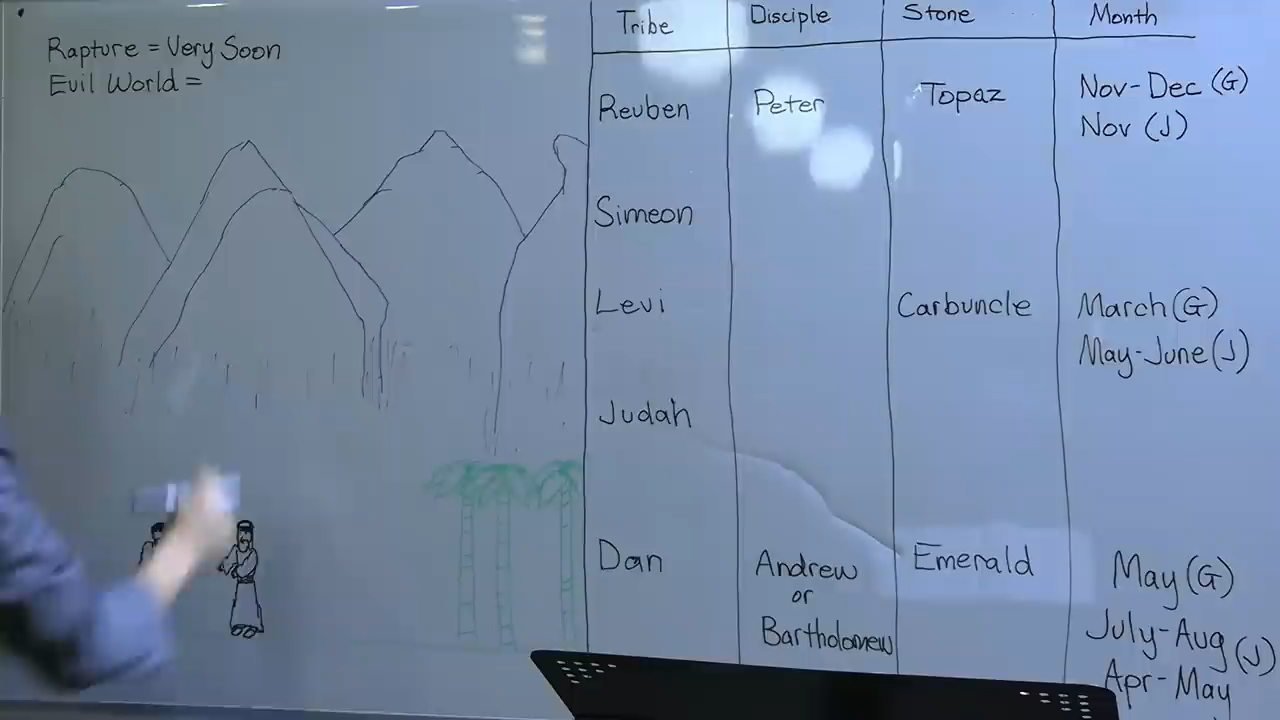 Rapture = Very Soon
Evil World =
Tribe Disciple Stone Month
Reuben Peter Topaz Nov-Dec (G)
Nov (J)
Simeon
Levi Carbuncle March (G)
May-June (J)
Judah
Dan Andrew Emerald May (G)
or
Bartholomew July-Aug (J)
Apr-May